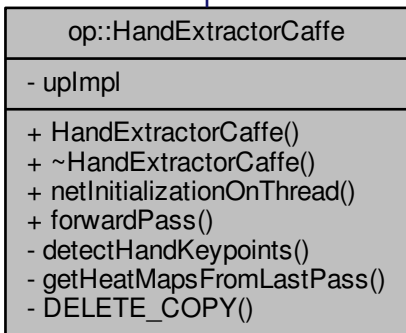 op::HandExtractorCaffe
- upImpl
+ HandExtractorCaffe()
+ ~HandExtractorCaffe()
+ netInitializationOnThread()
+ forwardPass()
- detectHandKeypoints()
- getHeatMapsFromLastPass()
- DELETE_COPY()